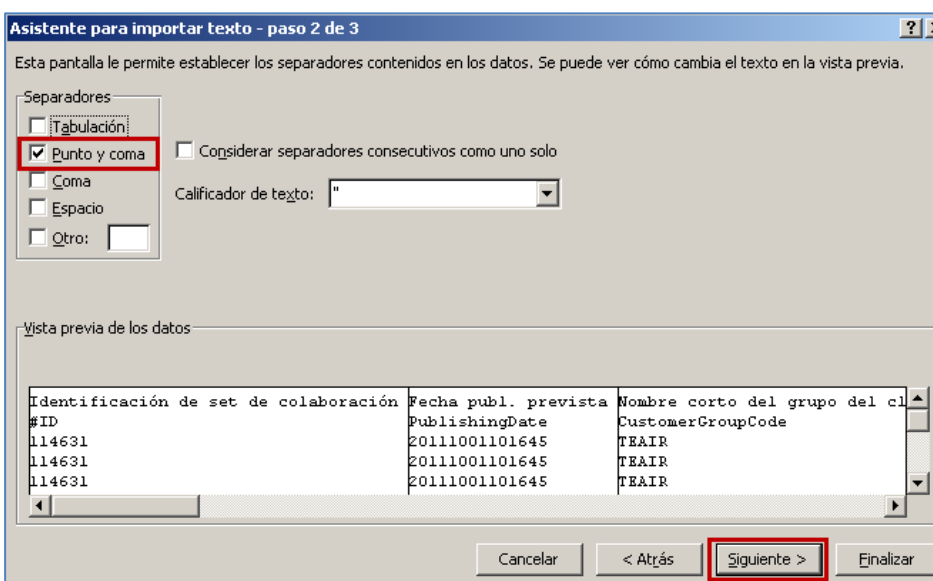 Asistente para importar texto - paso 2 de 3
Esta pantalla le permite establecer los separadores contenidos en los datos. Se puede ver cómo cambia el texto en la vista previa.
Separadores
Tabulación
Punto y coma
Considerar separadores consecutivos como uno solo
Coma
Calificador de texto: "
Espacio
Otro:
Vista previa de los datos
Identificación de set de colaboración Fecha publ. prevista Nombre corto del grupo del cl
#ID PublishingDate CustomerGroupCode
114631 20111001101645 TEAIR
114631 20111001101645 TEAIR
114631 20111001101645 TEAIR
Cancelar < Atrás Siguiente > Finalizar